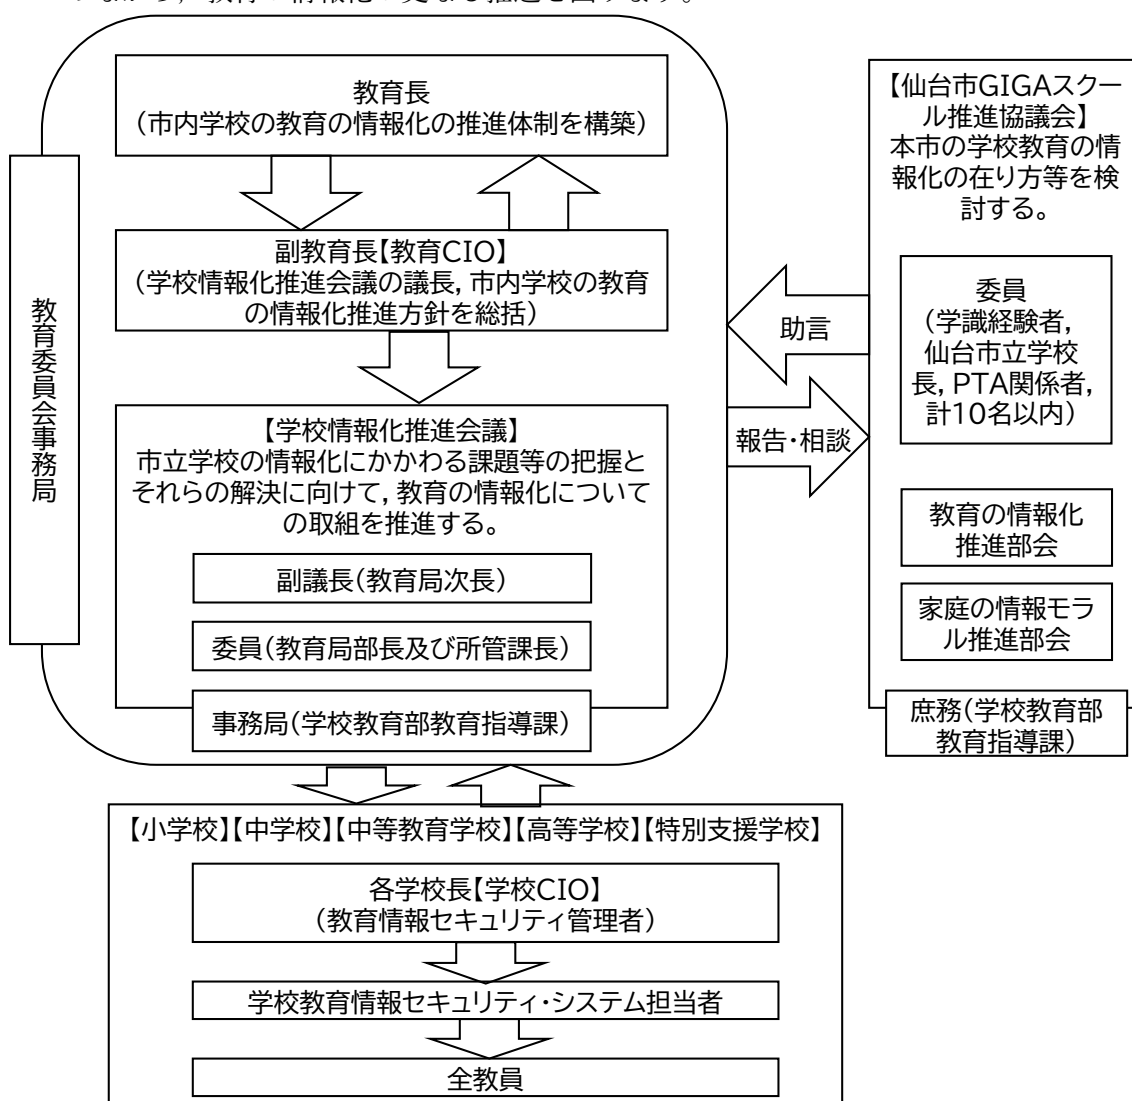 教育の情報化の更なる推進を図ります。
教育長
（市内学校の教育の情報化の推進体制を構築）
副教育長【教育CIO】
（学校情報化推進会議の議長，市内学校の教育
の情報化推進方針を総括）
教育委員会事務局
【学校情報化推進会議】
市立学校の情報化にかかわる課題等の把握と
それらの解決に向けて，教育の情報化について
の取組を推進する。
副議長（教育局次長）
委員（教育局部長及び所管課長）
事務局（学校教育部教育指導課）
助言
報告・相談
【仙台市GIGAスクー
ル推進協議会】
本市の学校教育の情
報化の在り方等を検
討する。
委員
（学識経験者，
仙台市立学校
長，PTA関係者，
計10名以内）
教育の情報化
推進部会
家庭の情報モラ
ル推進部会
庶務（学校教育部
教育指導課）
【小学校】【中学校】【中等教育学校】【高等学校】【特別支援学校】
各学校長【学校CIO】
（教育情報セキュリティ管理者）
学校教育情報セキュリティ・システム担当者
全教員